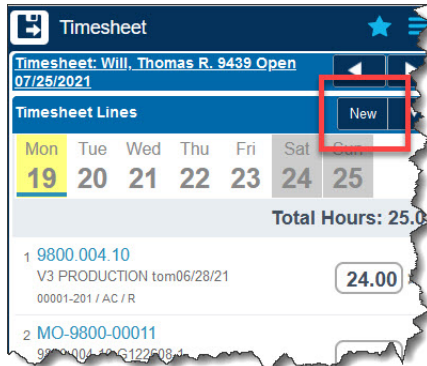 Timesheet
Timesheet: Will, Thomas R. 9439 Open
07/25/2021
Timesheet Lines
New
Mon Tue Wed Thu Fri Sat Sun
19 20 21 22 23 24 25
Total Hours: 25.0
1 9800.004.10
V3 PRODUCTION tom06/28/21
24.00
00001-201 / AC / R
2 MO-9800-00011